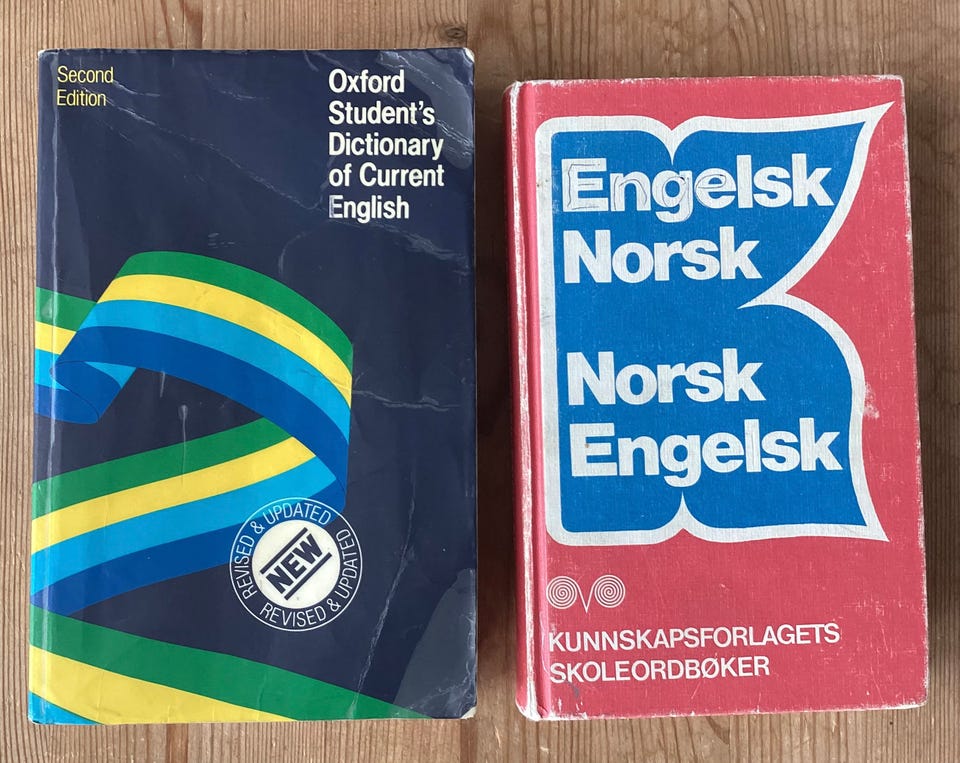 Second
Edition
Oxford
Student's
Dictionary
of Current
English
REVISED & UPDATED
NEW
REVISED & UPDATED
Engelsk
Norsk
Norsk
Engelsk
KUNNSKAPSFORLAGETS
SKOLEORDBØKER